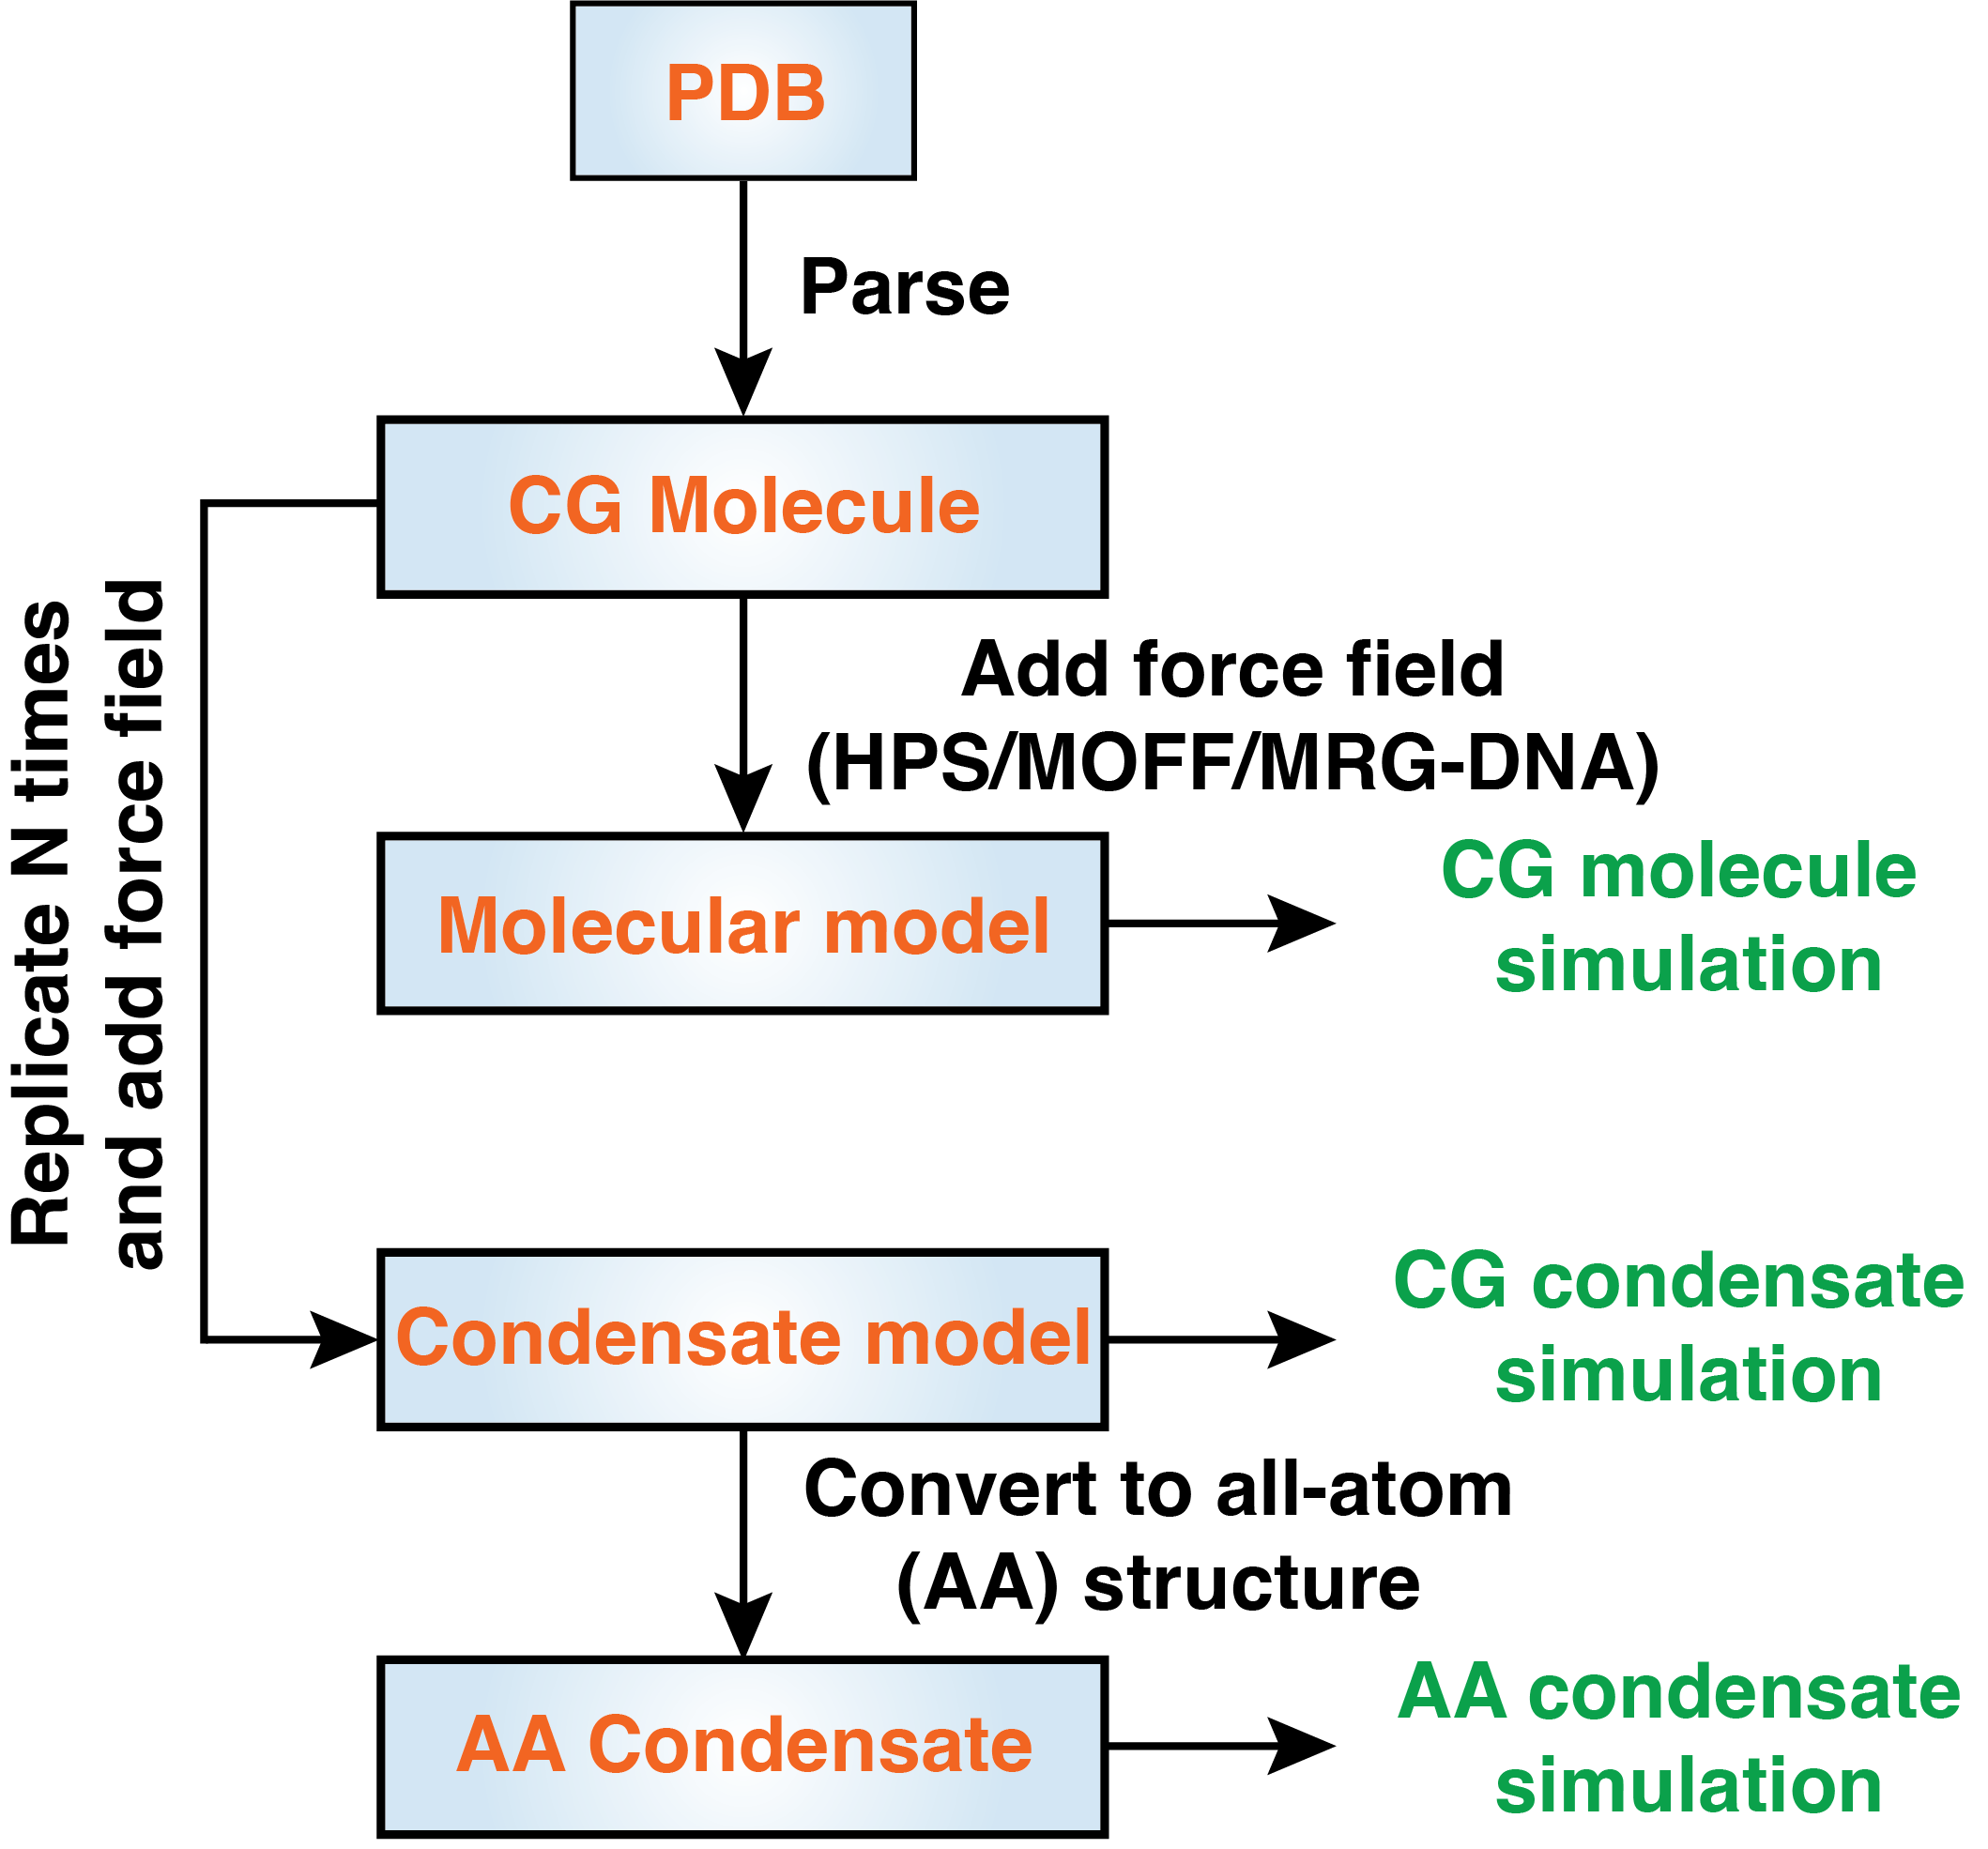 PDB
Parse
CG Molecule
Replicate N times
and add force field
Add force field
(HPS/MOFF/MRG-DNA)
Molecular model
CG molecule
simulation
Condensate model
CG condensate
simulation
Convert to all-atom
(AA) structure
AA Condensate
AA condensate
simulation